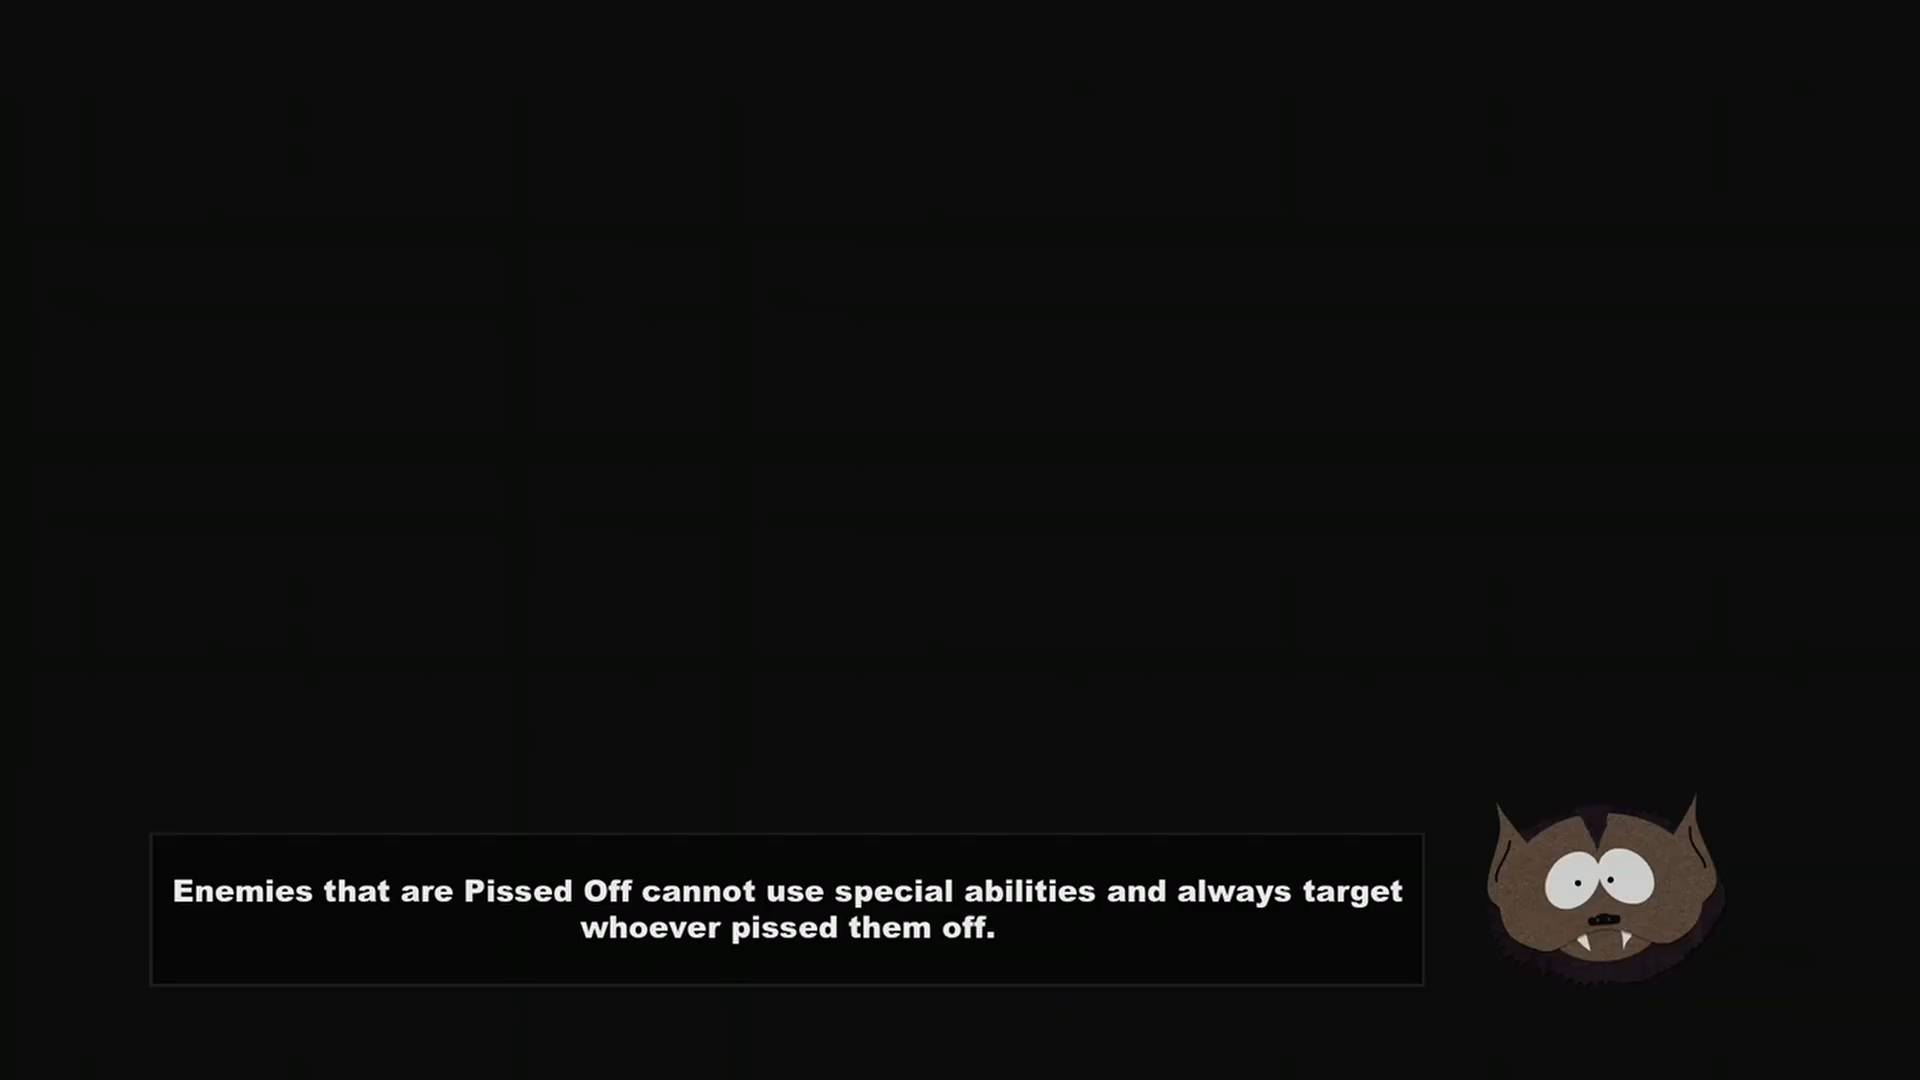 Enemies that are Pissed Off cannot use special abilities and always target
whoever pissed them off.